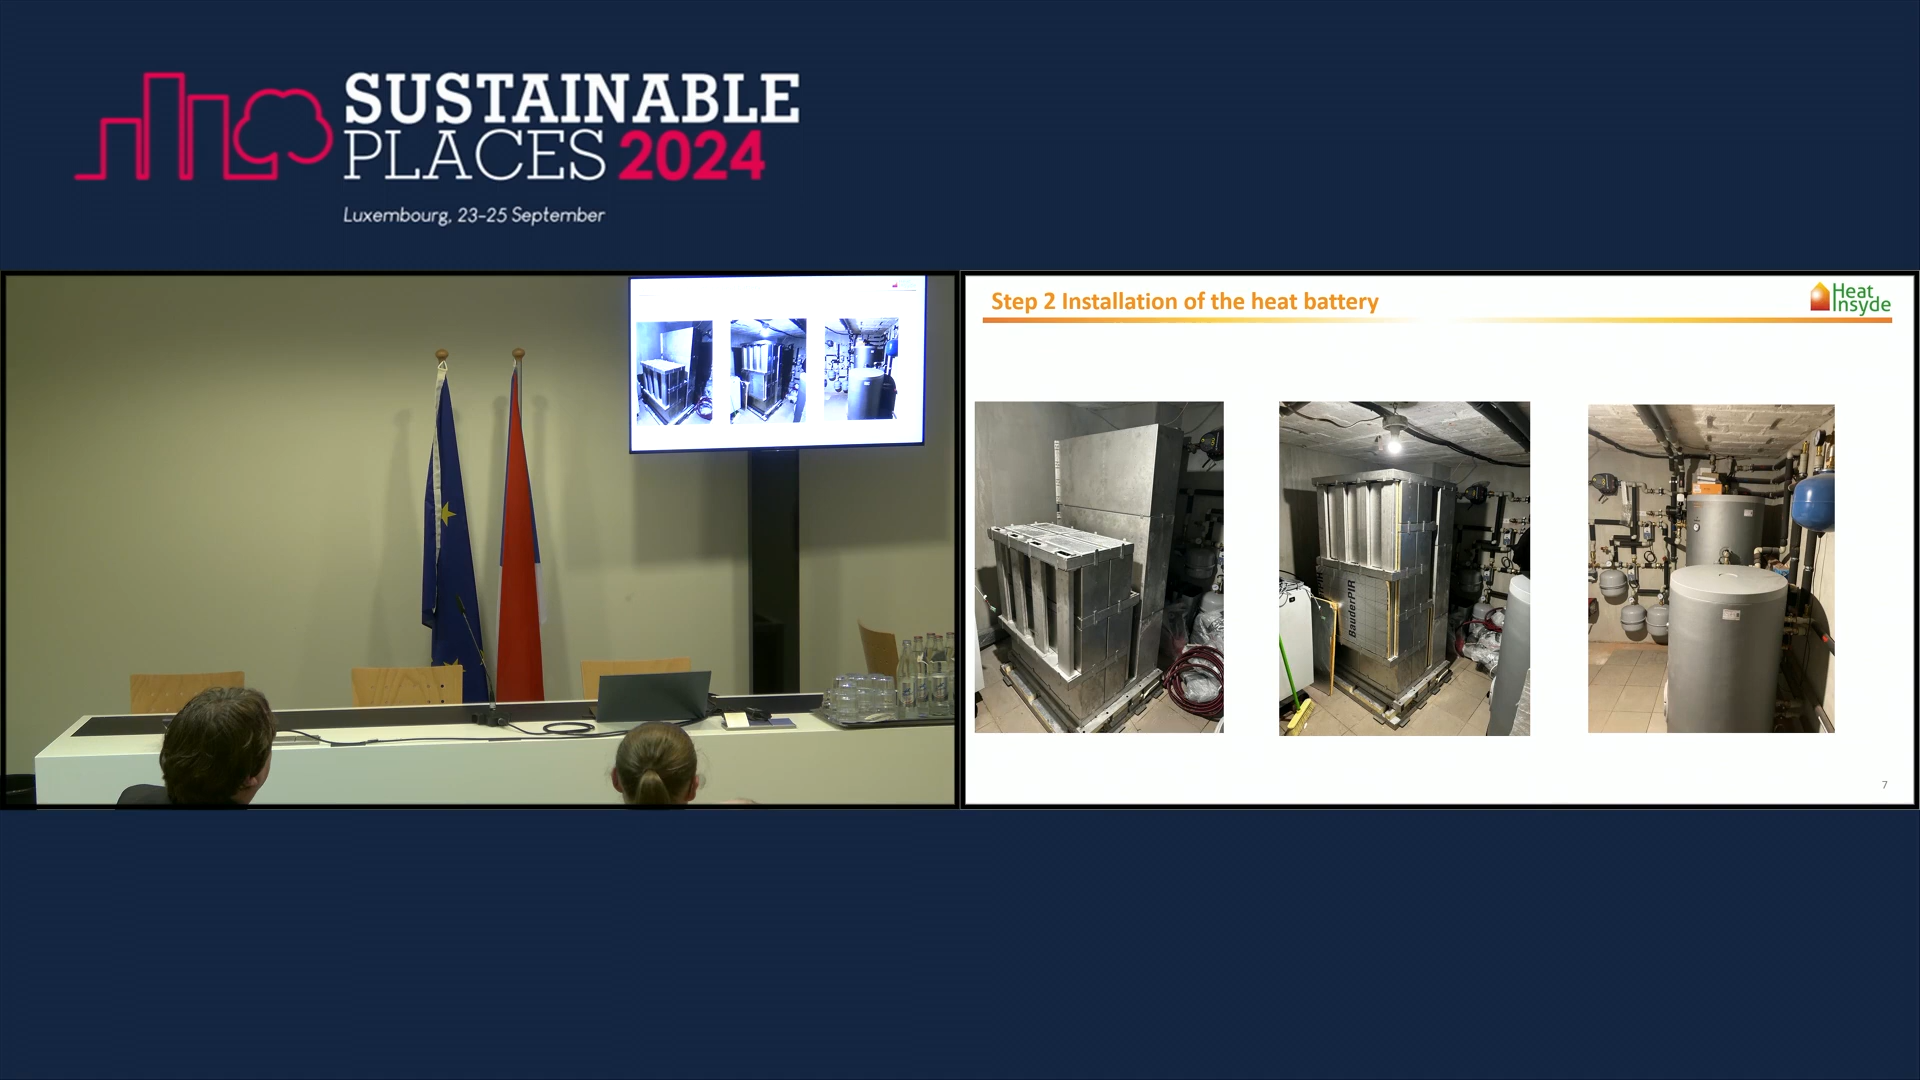 SUSTAINABLE
PLACES 2024
Luxembourg, 23-25 September
Step 2 Installation of the heat battery
Heat
Insyde
BauderPIR
7